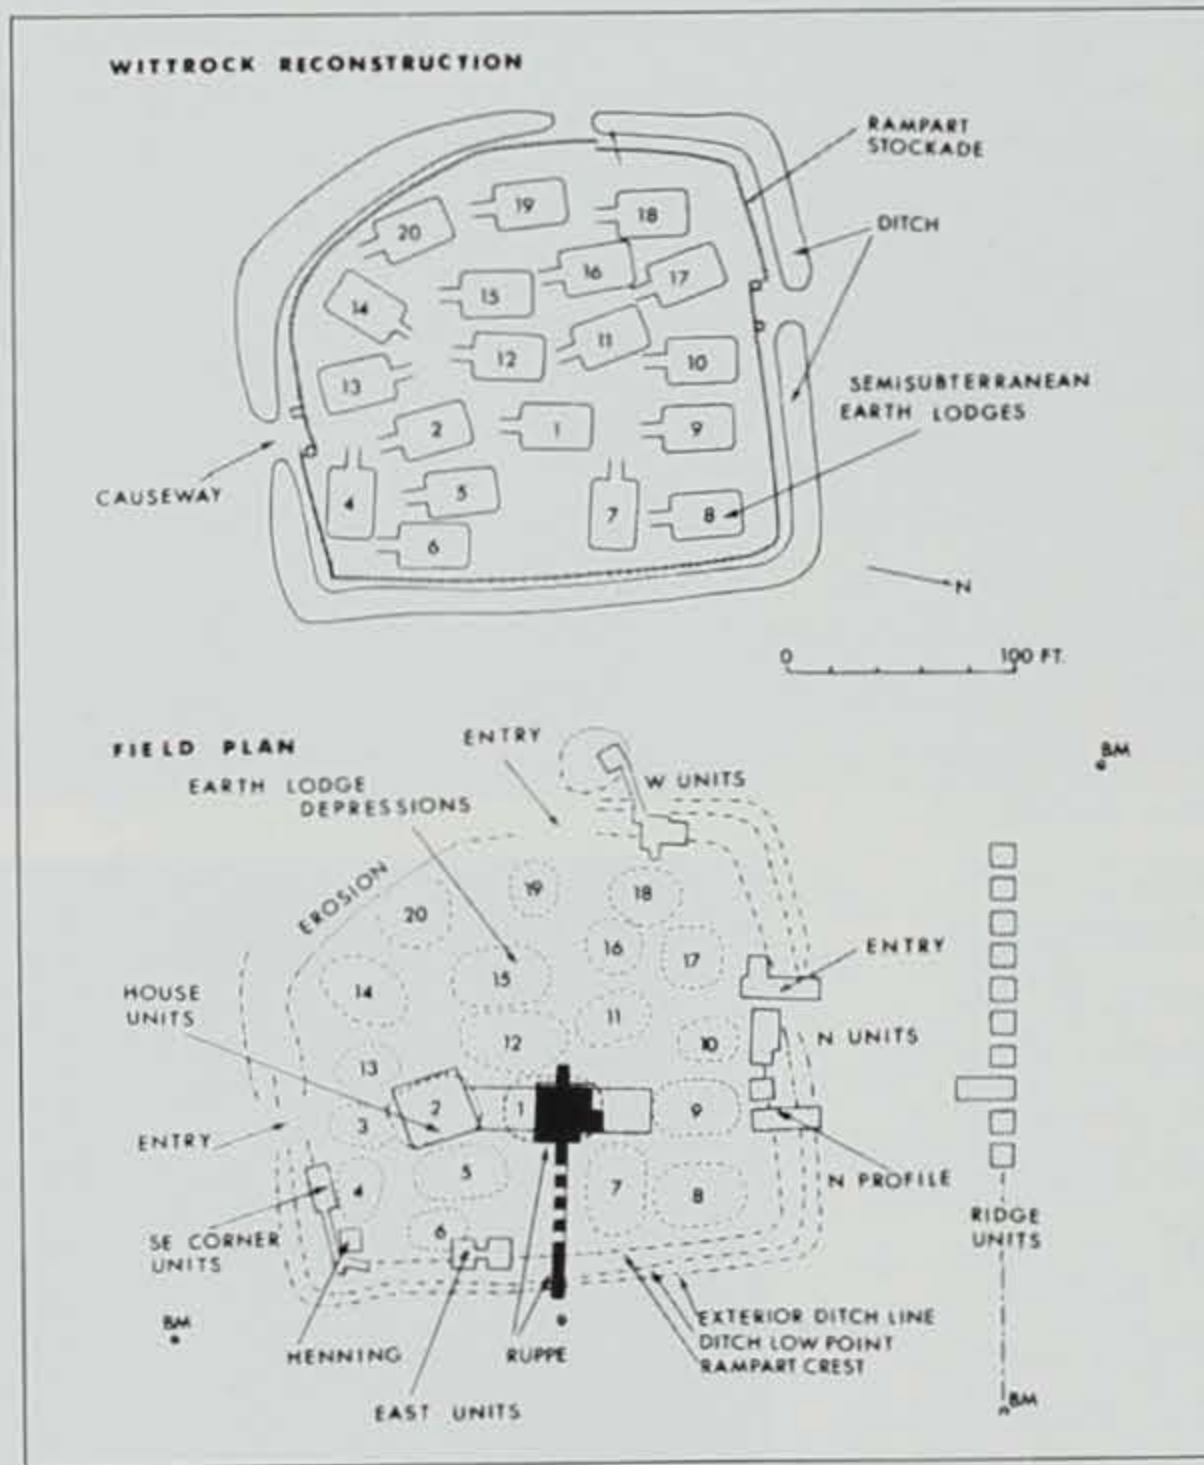 WITTROCK RECONSTRUCTION
RAMPART
STOCKADE
DITCH
19
18
20
16
17
15
14
11
12
10
13
SEMISUBTERRANEAN
EARTH LODGES
2
1
9
CAUSEWAY
4
5
7
8
6
N
0
100 FT.
FIELD PLAN
ENTRY
BM
EARTH LODGE
DEPRESSIONS
W UNITS
EROSION
19
18
20
16
17
ENTRY
15
14
HOUSE
UNITS
11
12
10
N UNITS
13
2
1
9
3
ENTRY
5
4
7
8
N PROFILE
6
SE CORNER
UNITS
RIDGE
UNITS
BM
EXTERIOR DITCH LINE
DITCH LOW POINT
RAMPART CREST
HENNING
RUPPE
EAST UNITS
BM